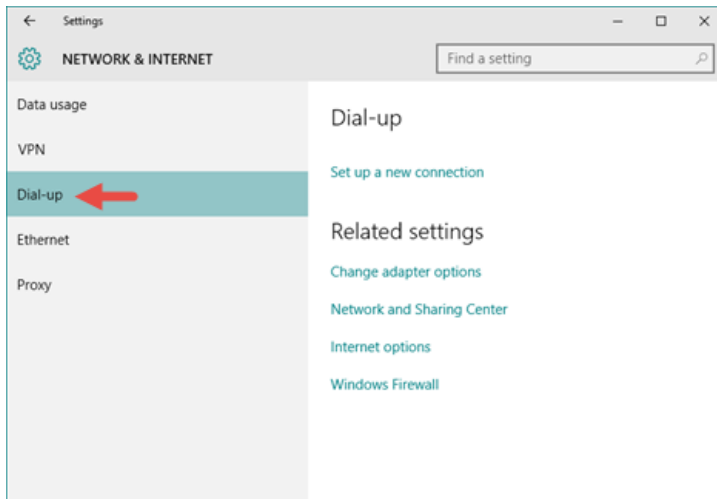 Settings
NETWORK & INTERNET
Find a setting
Data usage
VPN
Dial-up
Ethernet
Proxy
Dial-up
Set up a new connection
Related settings
Change adapter options
Network and Sharing Center
Internet options
Windows Firewall